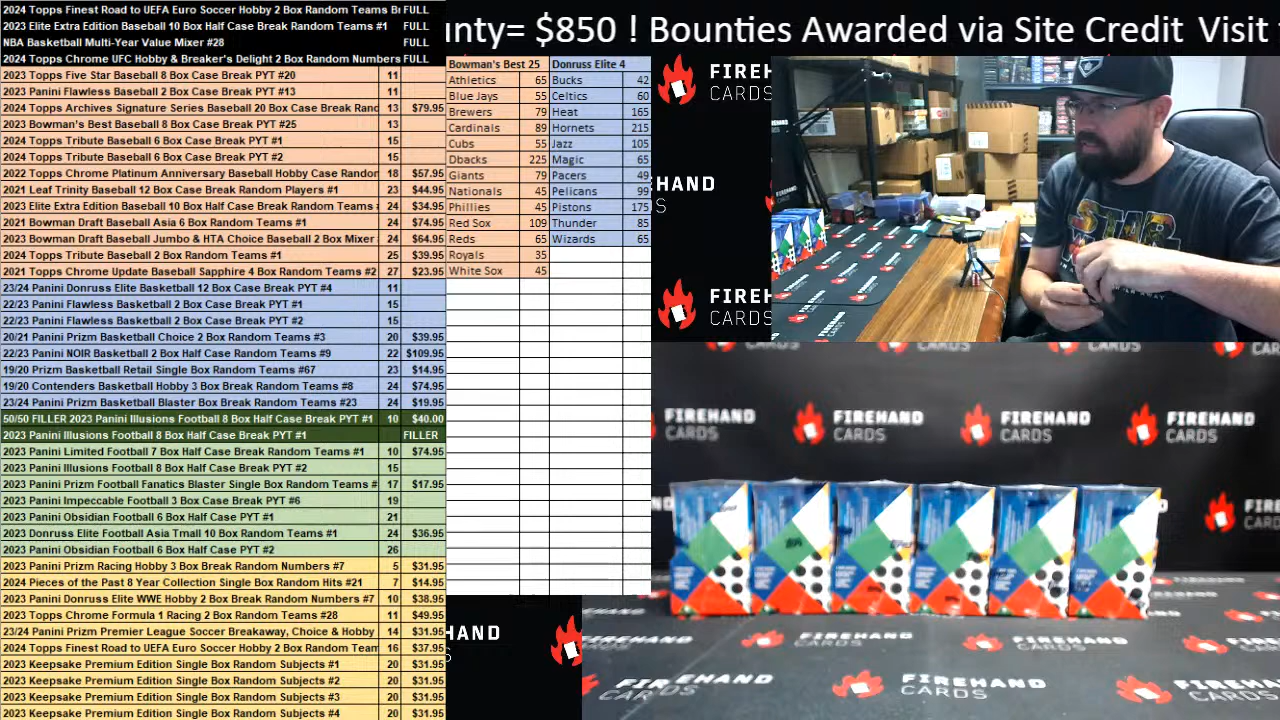 2024 Topps Finest Road to UEFA Euro Soccer Hobby 2 Box Random Teams B FULL
2023 Elite Extra Edition Baseball 10 Box Half Case Random Teams #1 FULL
NBA Basketball Multi-Year Value Mixer #28 FULL
2024 Topps Chrome UFC Hobby & Breaker's Delight 2 Box Random Numbers FULL
2023 Topps Five Star Baseball 8 Box Case Break PYT #20 11
2023 Panini Flawless Baseball 2 Box PYT #13 11
2024 Topps Archives Signature Series Baseball 20 Box Case Break Ranc 13 $79.95
2023 Bowman's Best Baseball 8 Box Case Break PYT #25 13
2024 Topps Tribute Baseball 6 Box Case Break PYT #1 15
2024 Topps Tribute Baseball 6 Box Case Break PYT #2 15
2022 Topps Chrome Platinum Anniversary Baseball Hobby Case Randon 18 $57.95
2021 Leaf Trinity Baseball 12 Box Case Break Random Players #1 23 $44.95
2023 Elite Extra Edition Baseball 10 Box Half Case Random Teams 24 $34.95
2021 Bowman Draft Baseball Asia 6 Box Random Teams #1 24 $74.95
2023 Bowman Draft Baseball Jumbo & HTA Choice Baseball 2 Box Mixer 24 $64.95
2024 Topps Tribute Baseball 2 Box Random Teams #1 25 $39.95
2021 Topps Chrome Update Baseball Sapphire 4 Box Random Teams #2 27 $23.95
23/24 Panini Donruss Elite Basketball 12 Box Case Break PYT #4 11
22/23 Panini Flawless Basketball 2 Box PYT #1 15
22/23 Panini Flawless Basketball 2 Box PYT #2 15
20/21 Panini Prizm Basketball Choice 2 Box Random Teams #3 20 $39.95
22/23 Panini NOIR Basketball 2 Box Half Case Random Teams #9 22 $109.95
19/20 Prizm Basketball Retail Single Box Random Teams #67 23 $14.95
19/20 Contenders Basketball Hobby 3 Box Break Random Teams #8 24 $74.95
23/24 Panini Prizm Basketball Blaster Box Break Random Teams #23 24 $19.95
50/50 FILLER 2023 Panini Illusions Football 8 Box Half Case Break PYT #1 10 $40.00
2023 Panini Illusions Football 8 Box Half Case Break PYT #1 FILLER
2023 Panini Limited Football 7 Box Half Case Break Random Teams #1 10 $74.95
2023 Panini Illusions Football 8 Box Half Case Break PYT #2 15
2023 Panini Prizm Football Fanatics Blaster Single Box Random Teams # 17 $17.95
2023 Panini Impeccable Football 3 Box Case Break PYT #6 19
2023 Panini Obsidian Football 6 Box Half Case PYT #1 21
2023 Donruss Elite Football Asia Tmall 10 Box Random Teams #1 24 $36.95
2023 Panini Obsidian Football 6 Box Half Case PYT #2 26
2023 Panini Prizm Racing Hobby 3 Box Break Random Numbers #7 5 $31.95
2024 Pieces of the Past 8 Year Collection Single Box Random Hits #21 7 $14.95
2023 Panini Donruss Elite WWE Hobby 2 Box Break Random Numbers #7 10 $38.95
2023 Topps Chrome Formula 1 Racing 2 Box Random Teams #28 11 $49.95
23/24 Panini Prizm Premier League Soccer Breakaway, Choice & Hobby 14 $31.95
2024 Topps Finest Road to UEFA Euro Soccer Hobby 2 Box Random Team 16 $37.95
2023 Keepsake Premium Edition Single Box Random Subjects #1 20 $31.95
2023 Keepsake Premium Edition Single Box Random Subjects #2 20 $31.95
2023 Keepsake Premium Edition Single Box Random Subjects #3 20 $31.95
2023 Keepsake Premium Edition Single Box Random Subjects #4 20 $31.95
unty= $850 ! Bounties Awarded via Site Credit Visit
Bowman's Best 25 Donruss Elite 4
Athletics 65 Bucks 42
Blue Jays 55 Celtics 60
Brewers 79 Heat 165
Cardinals 89 Hornets 215
Cubs 55 Jazz 105
Dbacks 225 Magic 65
Giants 79 Pacers 49
Nationals 45 Pelicans 99
Phillies 45 Pistons 175
Red Sox 109 Thunder 85
Reds 65 Wizards 65
Royals 35
White Sox 45
FIREH
CARDS
HAND
FIREH
CARDS
STAR
FIREHAND
CARDS
FIREHAND
CARDS
FIREHAND
CARDS
HAND
FIREHAND
CARDS
FIREHAND
CARDS